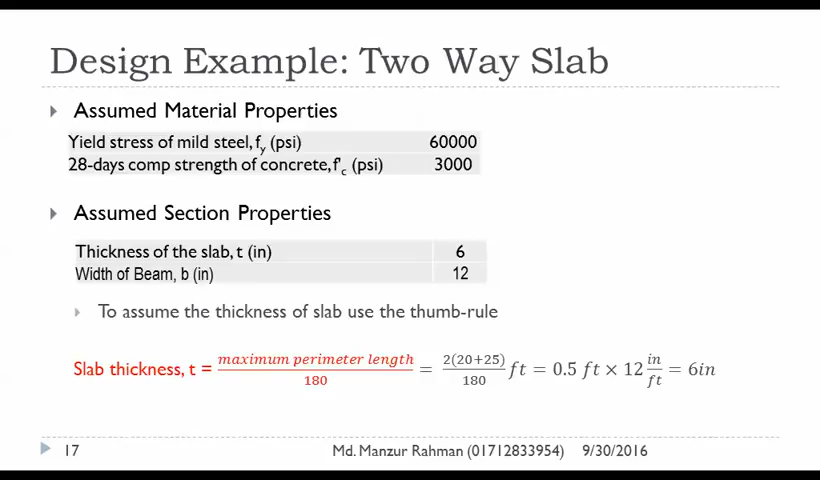 Design Example: Two Way Slab
Assumed Material Properties
Yield stress of mild steel, fy (psi) 60000
28-days comp strength of concrete, f'c (psi) 3000
Assumed Section Properties
Thickness of the slab, t (in) 6
Width of Beam, b (in) 12
To assume the thickness of slab use the thumb-rule
Slab thickness, t = maximum perimeter length / 180 = 2(20+25) / 180 ft = 0.5 ft × 12 in / ft = 6in
17 Md. Manzur Rahman (01712833954) 9/30/2016